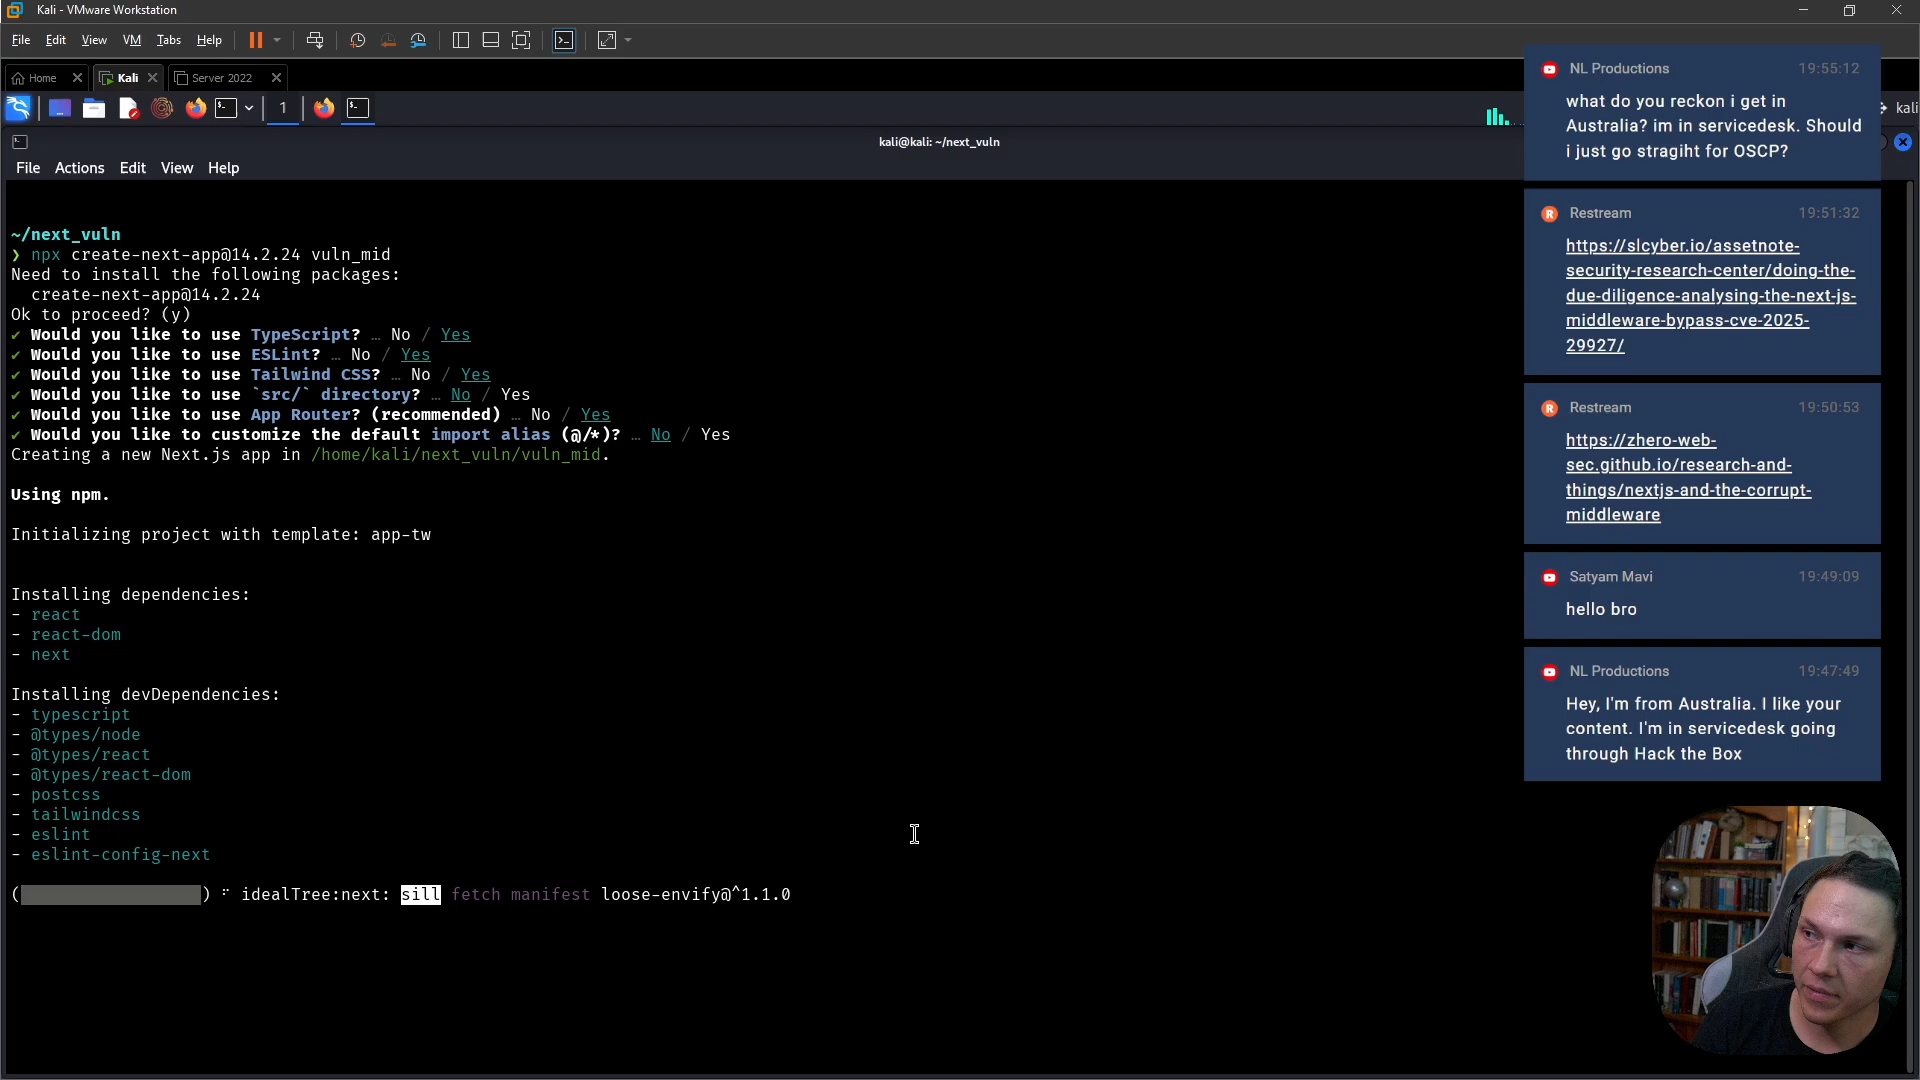 Kali - VMware Workstation
File Edit View VM Tabs Help
Home Kali Server 2022
1
kali
kali@kali: ~/next_vuln
File Actions Edit View Help
~/next_vuln
❯ npx create-next-app@14.2.24 vuln_mid
Need to install the following packages:
create-next-app@14.2.24
Ok to proceed? (y)
✔ Would you like to use TypeScript? … No / Yes
✔ Would you like to use ESLint? … No / Yes
✔ Would you like to use Tailwind CSS? … No / Yes
✔ Would you like to use `src/` directory? … No / Yes
✔ Would you like to use App Router? (recommended) … No / Yes
✔ Would you like to customize the default import alias (@/*)? … No / Yes
Creating a new Next.js app in /home/kali/next_vuln/vuln_mid.
Using npm.
Initializing project with template: app-tw
Installing dependencies:
- react
- react-dom
- next
Installing devDependencies:
- typescript
- @types/node
- @types/react
- @types/react-dom
- postcss
- tailwindcss
- eslint
- eslint-config-next
( ) ⠋ idealTree:next: sill fetch manifest loose-envify@^1.1.0
NL Productions 19:55:12
what do you reckon i get in
Australia? im in servicedesk. Should
i just go stragiht for OSCP?
Restream 19:51:32
https://slcyber.io/assetnote-
security-research-center/doing-the-
due-diligence-analysing-the-next-js-
middleware-bypass-cve-2025-
29927/
Restream 19:50:53
https://zhero-web-
sec.github.io/research-and-
things/nextjs-and-the-corrupt-
middleware
Satyam Mavi 19:49:09
hello bro
NL Productions 19:47:49
Hey, I'm from Australia. I like your
content. I'm in servicedesk going
through Hack the Box